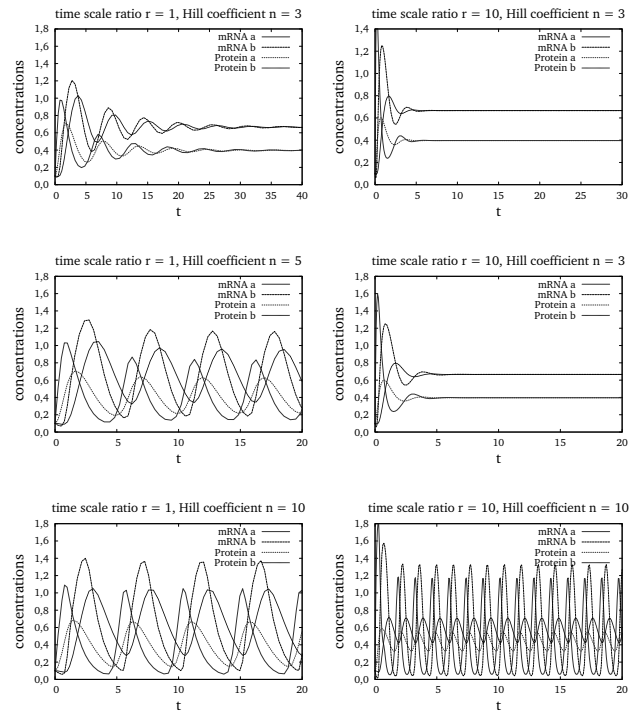 time scale ratio r = 1, Hill coefficient n = 3
concentrations
1,8
1,6
1,4
1,2
1,0
0,8
0,6
0,4
0,2
0,0
mRNA a
mRNA b
Protein a
Protein b
0 5 10 15 20 25 30 35 40
t
time scale ratio r = 10, Hill coefficient n = 3
concentrations
1,4
1,2
1,0
0,8
0,6
0,4
0,2
0,0
mRNA a
mRNA b
Protein a
Protein b
0 5 10 15 20 25 30
t
time scale ratio r = 1, Hill coefficient n = 5
concentrations
1,8
1,6
1,4
1,2
1,0
0,8
0,6
0,4
0,2
0,0
mRNA a
mRNA b
Protein a
Protein b
0 5 10 15 20
t
time scale ratio r = 10, Hill coefficient n = 3
concentrations
1,8
1,6
1,4
1,2
1,0
0,8
0,6
0,4
0,2
0,0
mRNA a
mRNA b
Protein a
Protein b
0 5 10 15 20
t
time scale ratio r = 1, Hill coefficient n = 10
concentrations
1,8
1,6
1,4
1,2
1,0
0,8
0,6
0,4
0,2
0,0
mRNA a
mRNA b
Protein a
Protein b
0 5 10 15 20
t
time scale ratio r = 10, Hill coefficient n = 10
concentrations
1,8
1,6
1,4
1,2
1,0
0,8
0,6
0,4
0,2
0,0
mRNA a
mRNA b
Protein a
Protein b
0 5 10 15 20
t